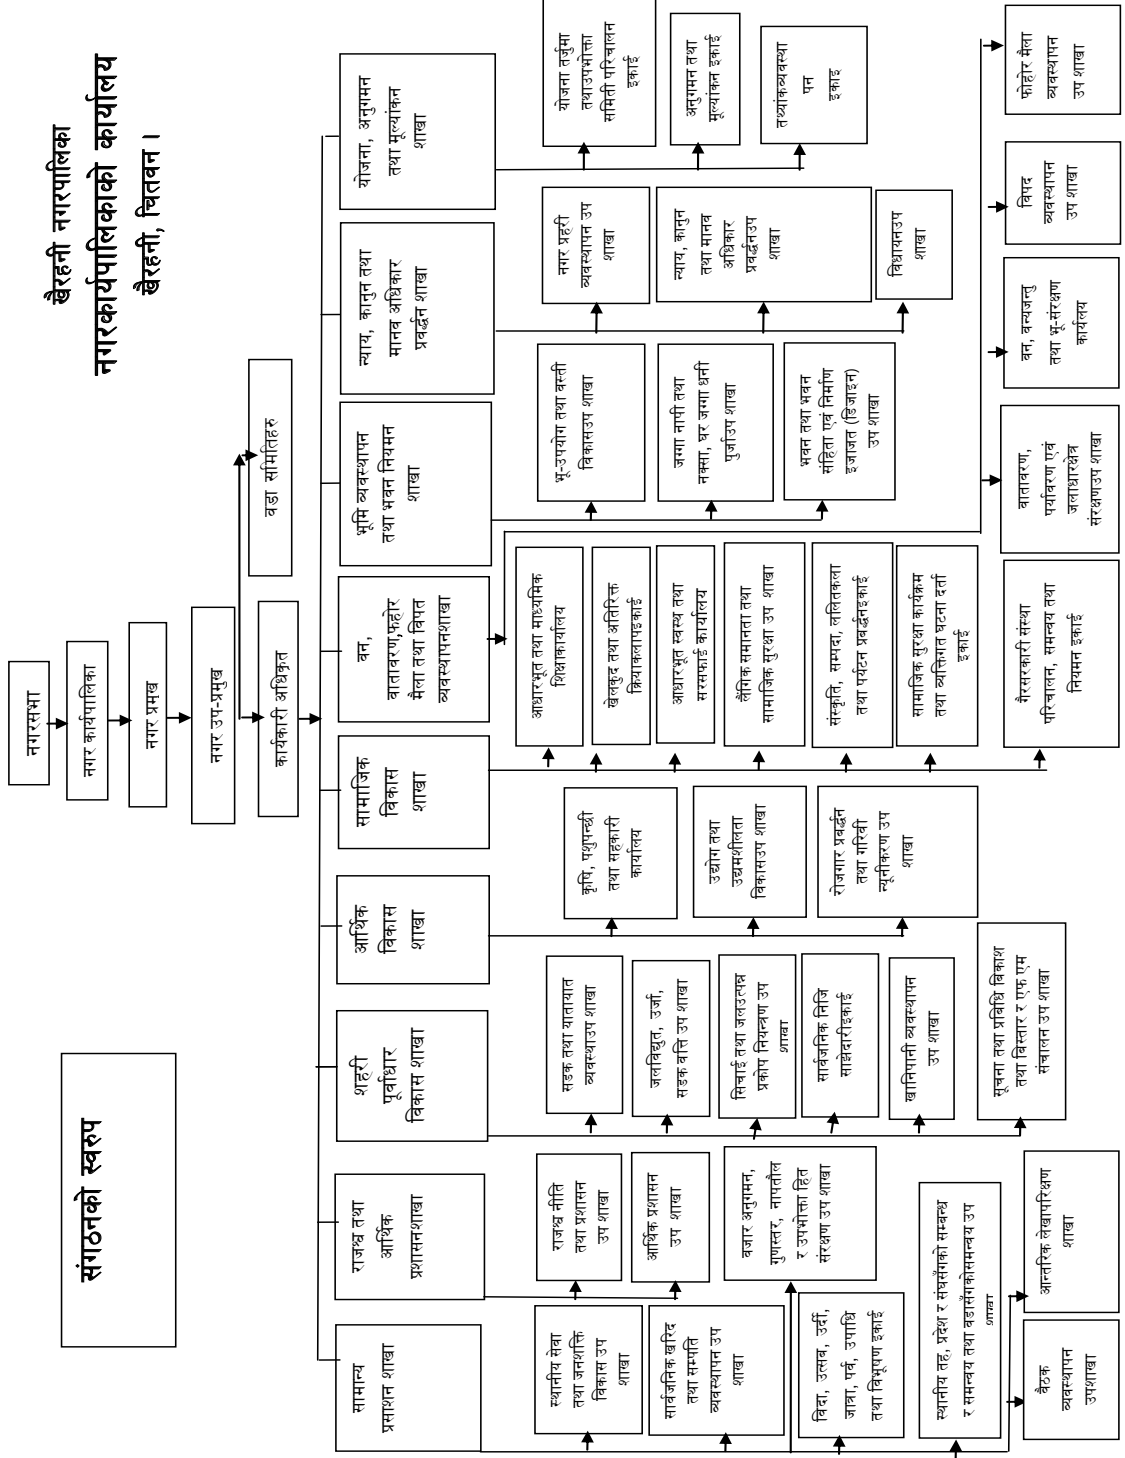 संगठनको स्वरुप
खैरहनी नगरपालिका
नगरकार्यपालिकाको कार्यालय
खैरहनी, चितवन ।
नगरसभा
नगर कार्यपालिका
नगर प्रमुख
नगर उप-प्रमुख
वडा समितिहरु
कार्यकारी अधिकृत
सामान्य
प्रसाशन शाखा
राजश्व तथा
आर्थिक
प्रशासनशाखा
शहरी
पूर्वाधार
विकास शाखा
आर्थिक
विकास
शाखा
सामाजिक
विकास
शाखा
वन,
वातावरण,फहोर
मैला तथा विपत
व्यवस्थापनशाखा
भूमि व्यवस्थापन
तथा भवन नियमन
शाखा
न्याय, कानुन तथा
मानव अधिकार
प्रबर्द्धन शाखा
योजना, अनुगमन
तथा मूल्यांकन
शाखा
स्थानीय सेवा
तथा जनशक्ति
विकास उप
शाखा
सार्वजनिक खरिद
तथा सम्पति
व्यवस्थापन उप
शाखा
बजार अनुगमन,
गुणस्तर, नापतौल
र उपभोक्ता हित
संरक्षण उप शाखा
विदा, उत्सव, उर्दी,
जात्रा, पर्व, उपाधि
तथा विभूषण इकाई
स्थानीय तह, प्रदेश र संघसँगको सम्बन्ध
र समन्वय तथा वडासँगकोसमन्वय उप
शाखा
बैठक
व्यवस्थापन
उपशाखा
आन्तरिक लेखापरिक्षण
शाखा
राजश्व नीति
तथा प्रशासन
उप शाखा
आर्थिक प्रशासन
उप शाखा
सडक तथा यातायात
व्यवस्थाउप शाखा
जलविद्युत, उर्जा,
सडक वत्ति उप शाखा
सिचाई तथा जलउत्पन्न
प्रकोप नियन्त्रण उप
शाखा
सार्वजनिक निजि
साझेदारीइकाई
खानिपानी व्यवस्थापन
उप शाखा
सूचना तथा प्रबिधि बिकाश
तथा बिस्तार र एफ एम
संचालन उप शाखा
कृषि, पशुपन्छी
तथा सहकारी
कार्यालय
उद्योग तथा
उद्यमशीलता
विकासउप शाखा
रोजगार प्रबर्द्धन
तथा गरिवी
न्यूनीकरण उप
शाखा
आधारभूत तथा माध्यमिक
शिक्षाकार्यालय
खेलकुद तथा अतिरिक्त
क्रियाकलापइकाई
आधारभूत स्वस्थ तथा
सरसफाई कार्यालय
लैंगिक समानता तथा
सामाजिक सुरक्षा उप शाखा
संस्कृति, सम्पदा, ललितकला
तथा पर्यटन प्रबर्द्धनइकाई
सामाजिक सुरक्षा कार्यक्रम
तथा ब्यक्तिगत घटना दर्ता
इकाई
गैरसरकारी संस्था
परिचालन, समन्वय तथा
नियमन इकाई
भू-उपयोग तथा बस्ती
विकासउप शाखा
जग्गा नापी तथा
नक्सा, घर जग्गा धनी
पुर्जाउप शाखा
भवन तथा भवन
संहिता एवं निर्माण
इजाजत (डिजाइन)
उप शाखा
नगर प्रहरी
ब्यवस्थापन उप
शाखा
न्याय, कानुन
तथा मानव
अधिकार
प्रबर्द्धनउप
शाखा
विधायनउप
शाखा
योजना तर्जुमा
तथाउपभोक्ता
समिती परिचालन
इकाई
अनुगमन तथा
मूल्यांकन इकाई
तथ्यांकव्यवस्था
पन
इकाइ
वातावरण,
पर्यावरण एवं
जलाधारक्षेत्र
संरक्षणउप शाखा
वन, वन्यजन्तु
तथा भू-संरक्षण
कार्यलय
विपद
ब्यवस्थापन
उप शाखा
फोहोर मैला
ब्यवस्थापन
उप शाखा